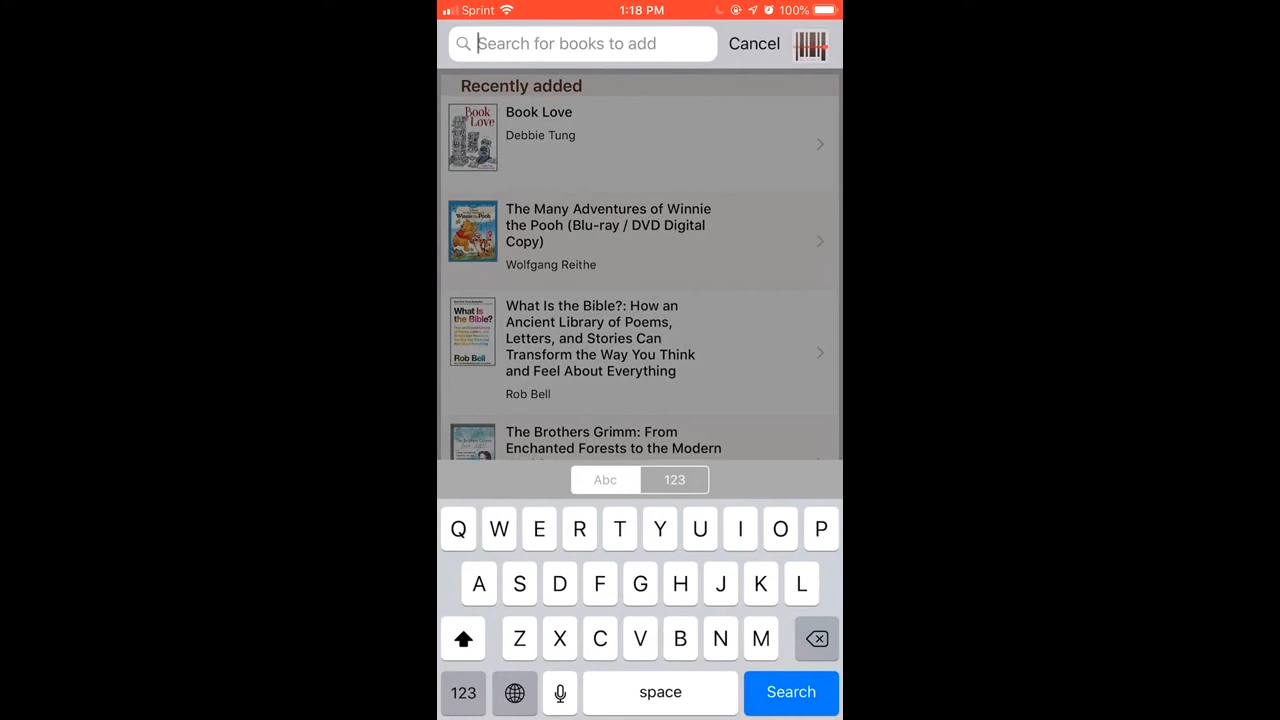 Sprint 1:18 PM 100%
Search for books to add Cancel
Recently added
Book Love
Debbie Tung
Book
Love
The Many Adventures of Winnie
the Pooh (Blu-ray / DVD Digital
Copy)
Wolfgang Reithe
Winnie
Pooh
What Is the Bible?: How an
Ancient Library of Poems,
Letters, and Stories Can
Transform the Way You Think
and Feel About Everything
Rob Bell
What Is
the Bible?
Rob Bell
The Brothers Grimm: From
Enchanted Forests to the Modern
Abc 123
Q W E R T Y U I O P
A S D F G H J K L
Z X C V B N M
123 space Search